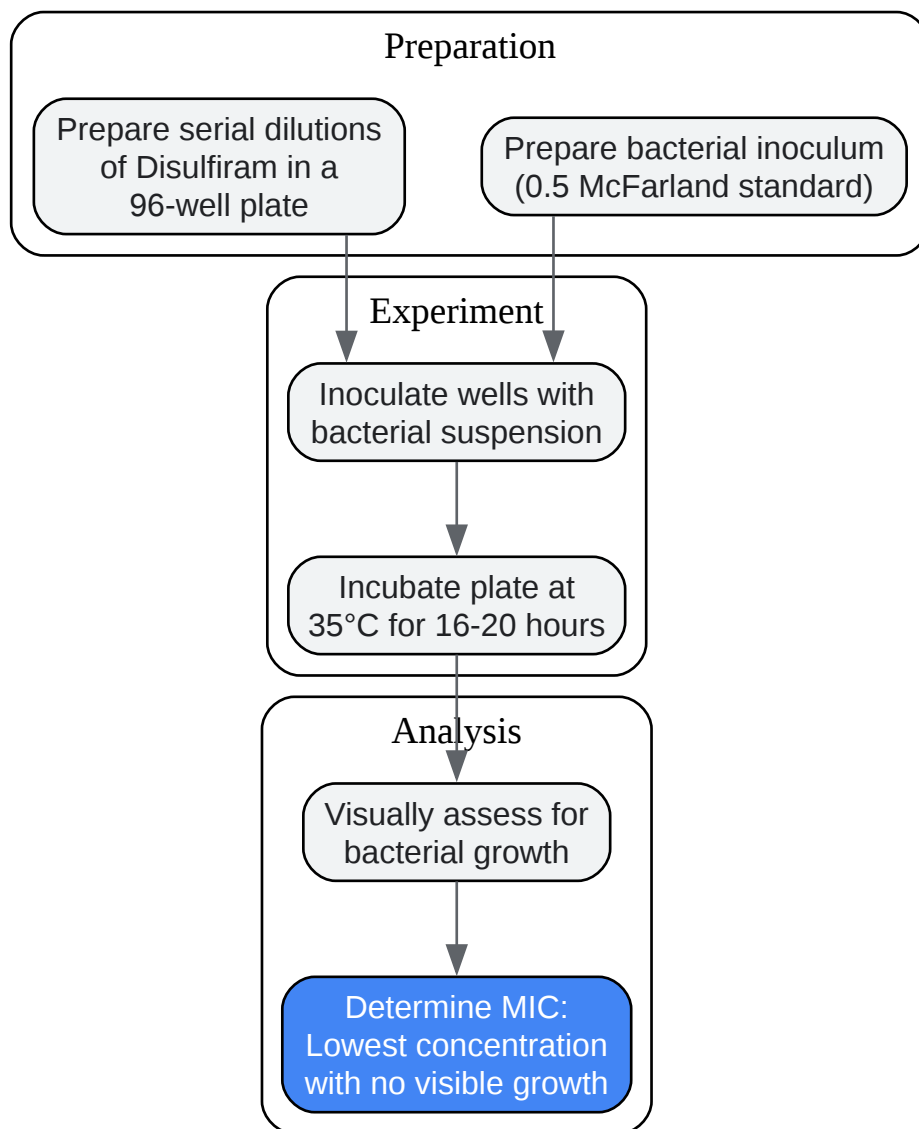 Preparation
Prepare serial dilutions
of Disulfiram in a
96-well plate
Prepare bacterial inoculum
(0.5 McFarland standard)
Experiment
Inoculate wells with
bacterial suspension
Incubate plate at
35°C for 16-20 hours
Analysis
Visually assess for
bacterial growth
Determine MIC:
Lowest concentration
with no visible growth